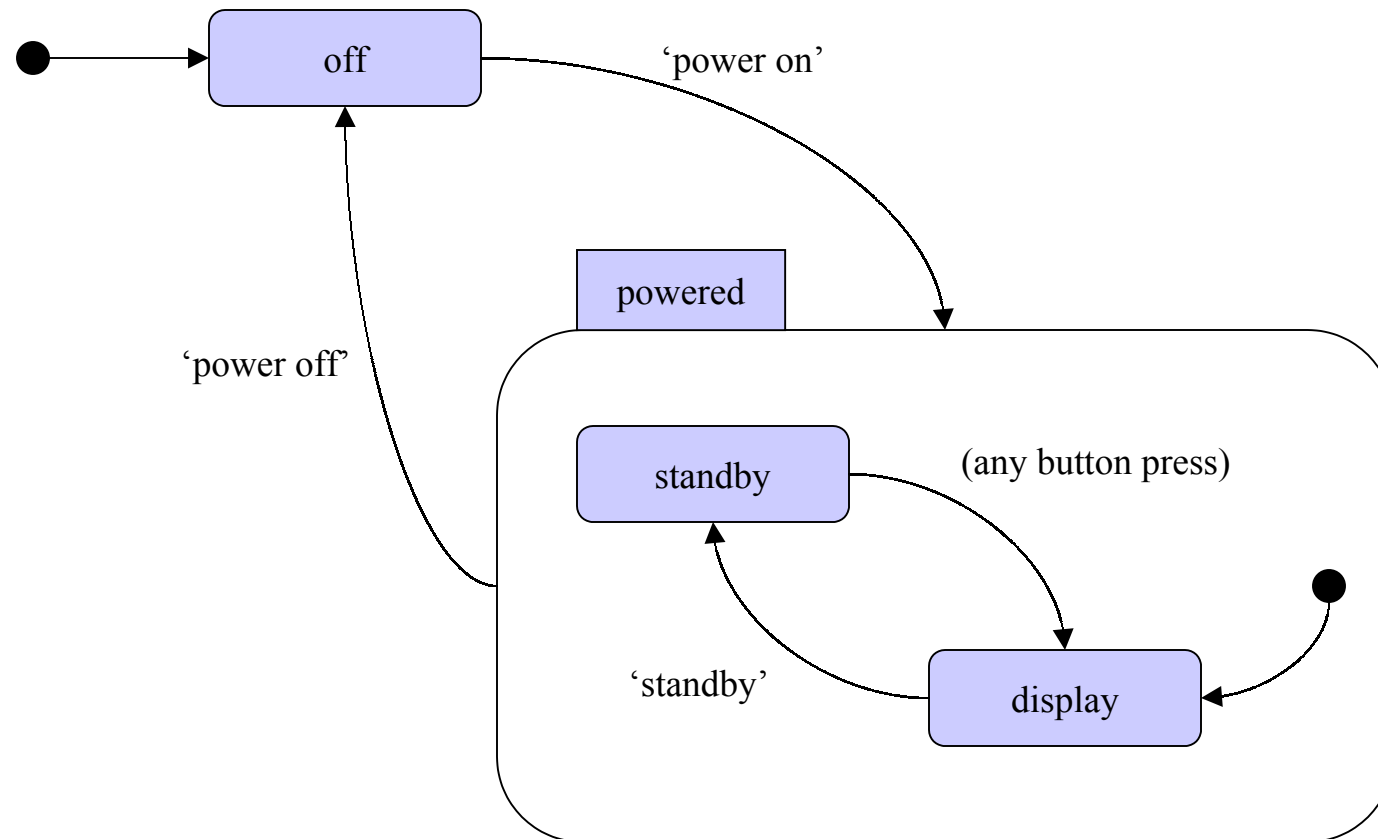 off
‘power on’
powered
‘power off’
standby
(any button press)
‘standby’
display